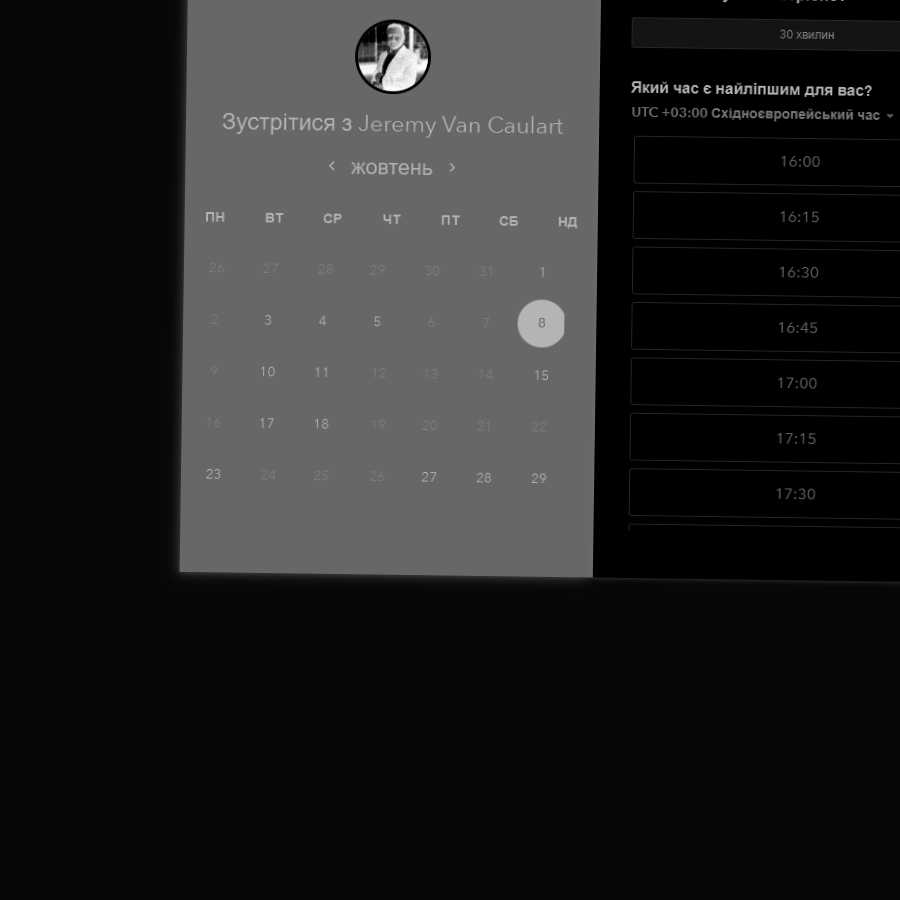 Зустрітися з Jeremy Van Caulart
жовтень
ПН ВТ СР ЧТ ПТ СБ НД
26 27 28 29 30 31 1
2 3 4 5 6 7 8
9 10 11 12 13 14 15
16 17 18 19 20 21 22
23 24 25 26 27 28 29
30 хвилин
Який час є найліпшим для вас?
UTC +03:00 Східноєвропейський час
16:00
16:15
16:30
16:45
17:00
17:15
17:30